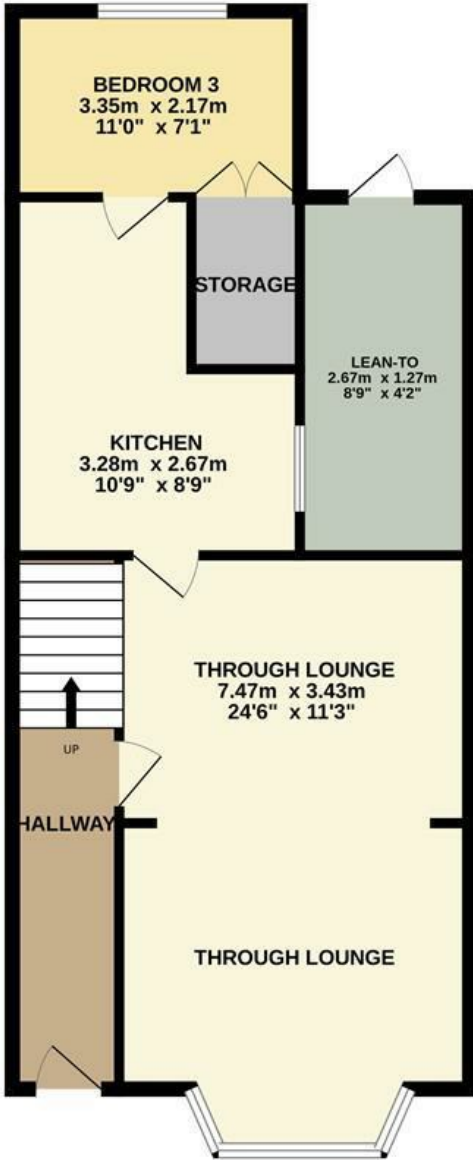 BEDROOM 3
3.35m x 2.17m
11'0" x 7'1"
STORAGE
LEAN-TO
2.67m x 1.27m
8'9" x 4'2"
KITCHEN
3.28m x 2.67m
10'9" x 8'9"
THROUGH LOUNGE
7.47m x 3.43m
24'6" x 11'3"
UP
HALLWAY
THROUGH LOUNGE